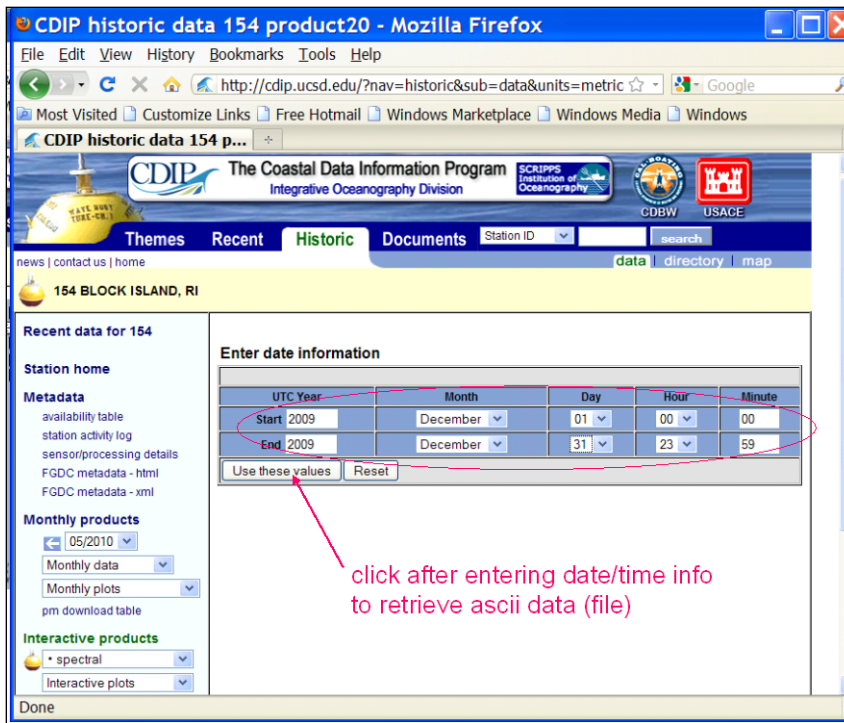 CDIP historic data 154 product20 - Mozilla Firefox
File Edit View History Bookmarks Tools Help
http://cdip.ucsd.edu/?nav=historic&sub=data&units=metric Google
Most Visited Customize Links Free Hotmail Windows Marketplace Windows Media Windows
CDIP historic data 154 p...
CDIP The Coastal Data Information Program
Integrative Oceanography Division
SCRIPPS
Institution of
Oceanography
CAL-BOATING
CDBW USACE
WAVE BUOY
Themes Recent Historic Documents Station ID search
news | contact us | home data | directory | map
154 BLOCK ISLAND, RI
Recent data for 154
Station home
Metadata
availability table
station activity log
sensor/processing details
FGDC metadata - html
FGDC metadata - xml
Monthly products
05/2010
Monthly data
Monthly plots
pm download table
Interactive products
• spectral
Interactive plots
Enter date information
UTC Year Month Day Hour Minute
Start 2009 December 01 00 00
End 2009 December 31 23 59
Use these values Reset
click after entering date/time info
to retrieve ascii data (file)
Done